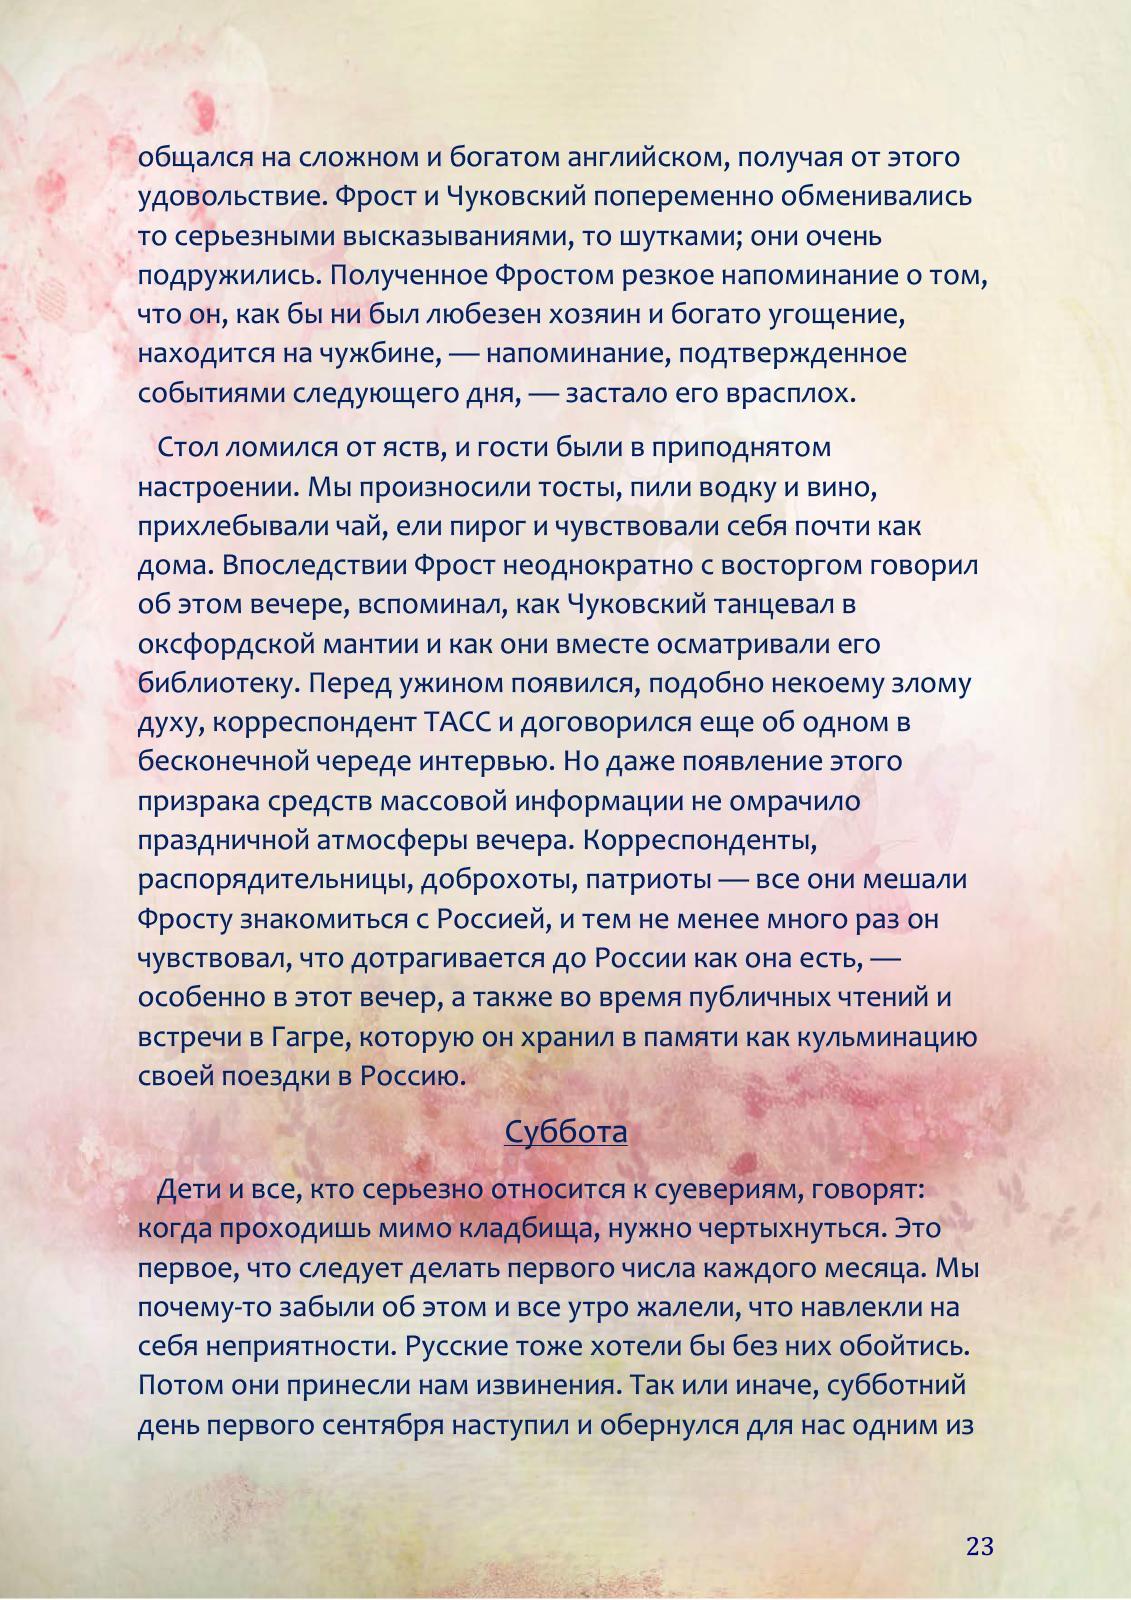 общался на сложном и богатом английском, получая от этого
удовольствие. Фрост и Чуковский попеременно обменивались
то серьезными высказываниями, то шутками; они очень
подружились. Полученное Фростом резкое напоминание о том,
что он, как бы ни был любезен хозяин и богато угощение,
находится на чужбине, — напоминание, подтвержденное
событиями следующего дня, — застало его врасплох.
Стол ломился от яств, и гости были в приподнятом
настроении. Мы произносили тосты, пили водку и вино,
прихлебывали чай, ели пирог и чувствовали себя почти как
дома. Впоследствии Фрост неоднократно с восторгом говорил
об этом вечере, вспоминал, как Чуковский танцевал в
оксфордской мантии и как они вместе осматривали его
библиотеку. Перед ужином появился, подобно некоему злому
духу, корреспондент ТАСС и договорился еще об одном в
бесконечной череде интервью. Но даже появление этого
призрака средств массовой информации не омрачило
праздничной атмосферы вечера. Корреспонденты,
распорядительницы, доброхоты, патриоты — все они мешали
Фросту знакомиться с Россией, и тем не менее много раз он
чувствовал, что дотрагивается до России как она есть, —
особенно в этот вечер, а также во время публичных чтений и
встречи в Гагре, которую он хранил в памяти как кульминацию
своей поездки в Россию.
Суббота
Дети и все, кто серьезно относится к суевериям, говорят:
когда проходишь мимо кладбища, нужно чертыхнуться. Это
первое, что следует делать первого числа каждого месяца. Мы
почему-то забыли об этом и все утро жалели, что навлекли на
себя неприятности. Русские тоже хотели бы без них обойтись.
Потом они принесли нам извинения. Так или иначе, субботний
день первого сентября наступил и обернулся для нас одним из
23